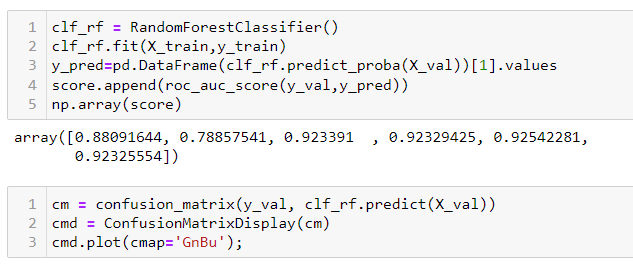 1 clf_rf = RandomForestClassifier()
2 clf_rf.fit(X_train,y_train)
3 y_pred=pd.DataFrame(clf_rf.predict_proba(X_val))[1].values
4 score.append(roc_auc_score(y_val,y_pred))
5 np.array(score)
array([0.88091644, 0.78857541, 0.923391  , 0.92329425, 0.92542281,
       0.92325554])
1 cm = confusion_matrix(y_val, clf_rf.predict(X_val))
2 cmd = ConfusionMatrixDisplay(cm)
3 cmd.plot(cmap='GnBu');